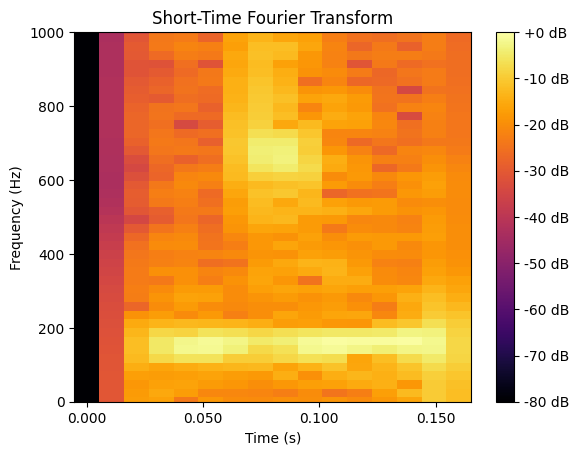 Short-Time Fourier Transform
1000
800
600
400
200
0
Frequency (Hz)
0.000
0.050
0.100
0.150
Time (s)
+0 dB
-10 dB
-20 dB
-30 dB
-40 dB
-50 dB
-60 dB
-70 dB
-80 dB